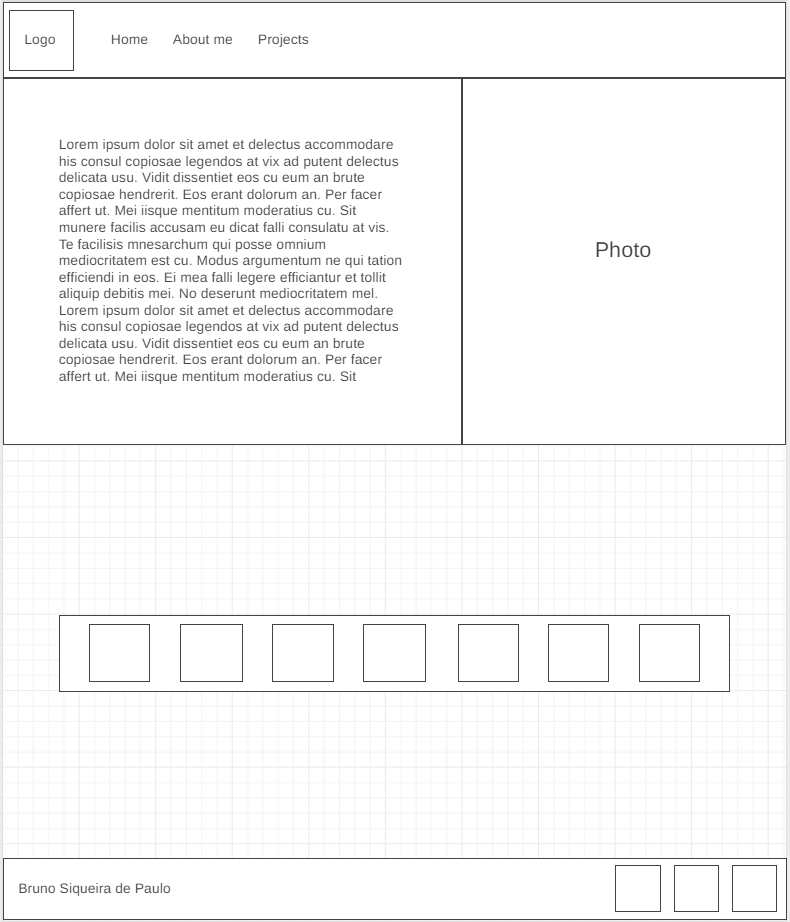 Logo
Home About me Projects
Lorem ipsum dolor sit amet et delectus accommodare
his consul copiosae legendos at vix ad putent delectus
delicata usu. Vidit dissentiet eos cu eum an brute
copiosae hendrerit. Eos erant dolorum an. Per facer
affert ut. Mei iisque mentitum moderatius cu. Sit
munere facilis accusam eu dicat falli consulatu at vis.
Te facilisis mnesarchum qui posse omnium
mediocritatem est cu. Modus argumentum ne qui tation
efficiendi in eos. Ei mea falli legere efficiantur et tollit
aliquip debitis mei. No deserunt mediocritatem mel.
Lorem ipsum dolor sit amet et delectus accommodare
his consul copiosae legendos at vix ad putent delectus
delicata usu. Vidit dissentiet eos cu eum an brute
copiosae hendrerit. Eos erant dolorum an. Per facer
affert ut. Mei iisque mentitum moderatius cu. Sit
Photo
Bruno Siqueira de Paulo